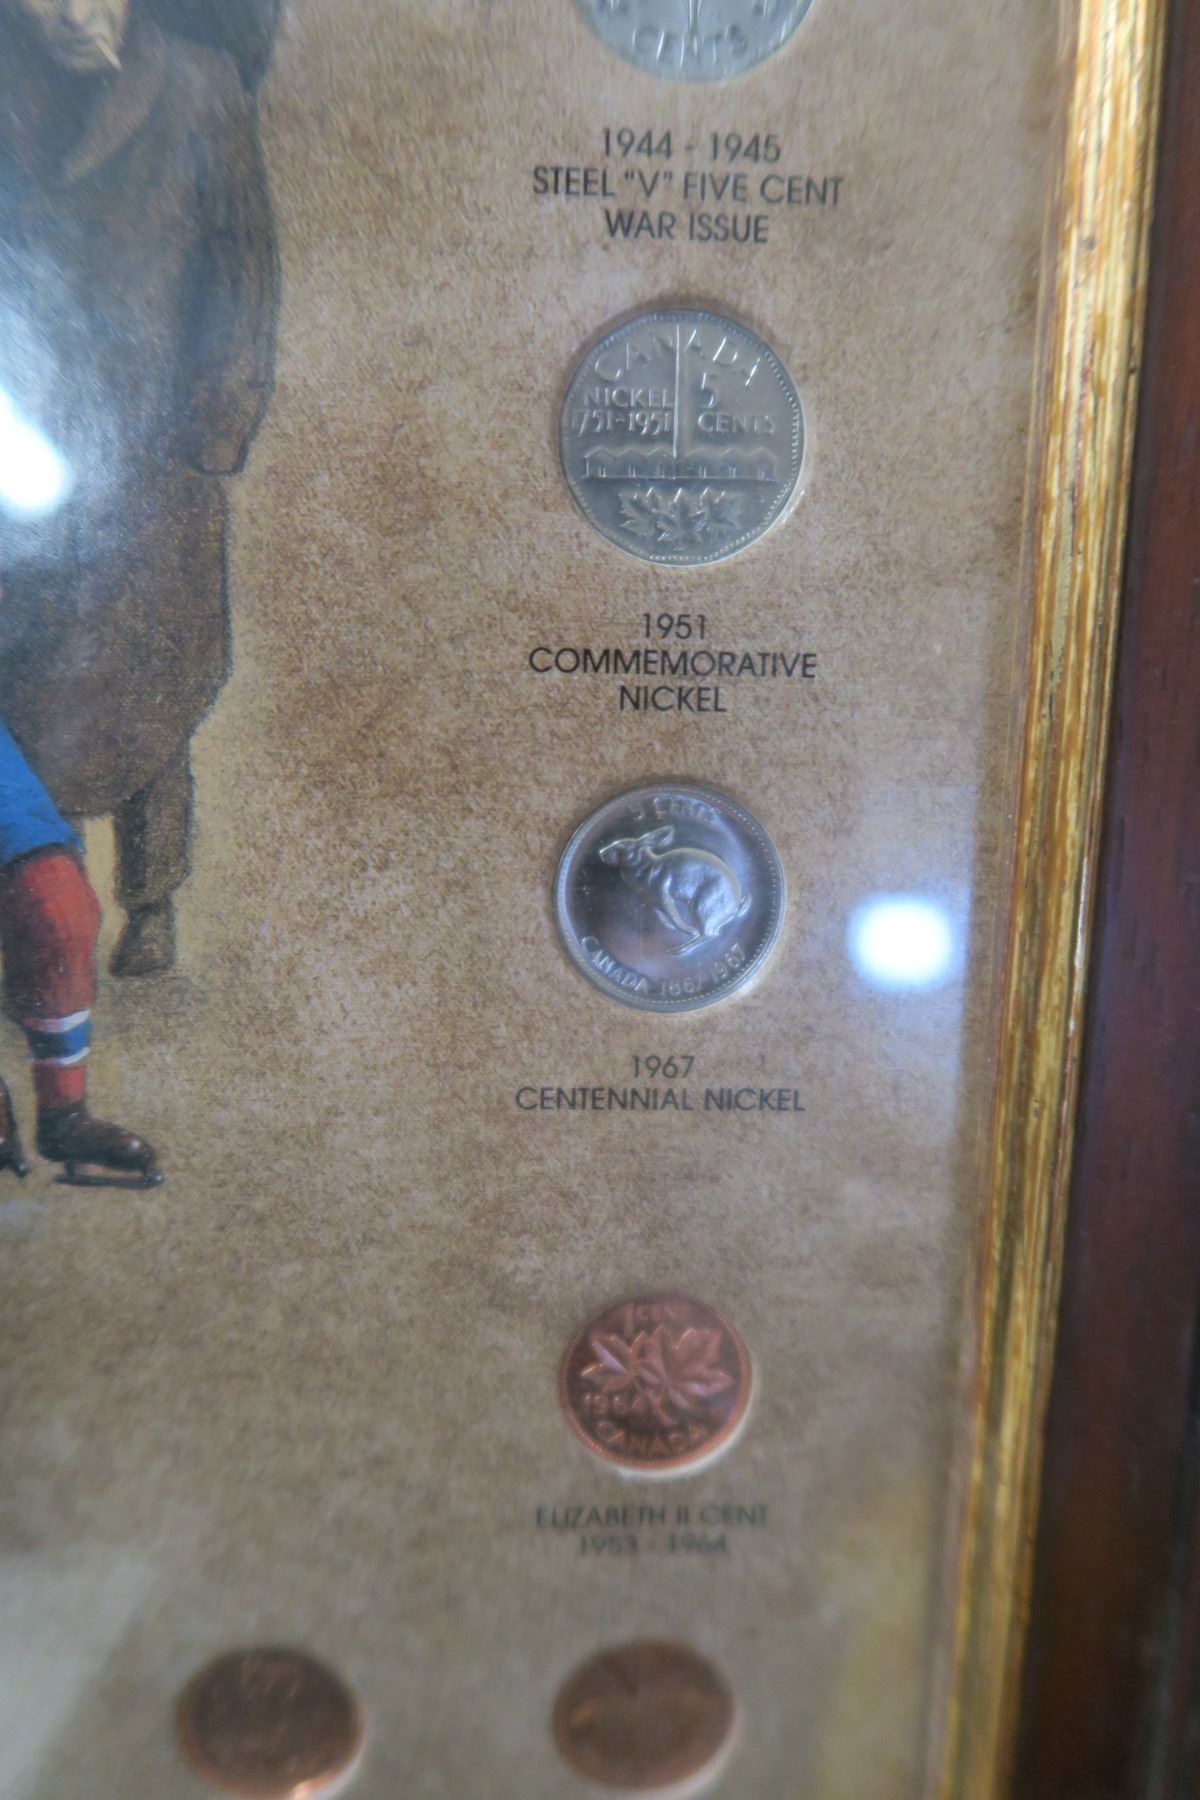 CENTS
1944 - 1945
STEEL "V" FIVE CENT
WAR ISSUE
CANADA
NICKEL 5
1751-1951 CENTS
1951
COMMEMORATIVE
NICKEL
5 CENTS
CANADA 1867-1967
1967
CENTENNIAL NICKEL
1 CENT
1964
CANADA
ELIZABETH II CENT
1953 - 1964